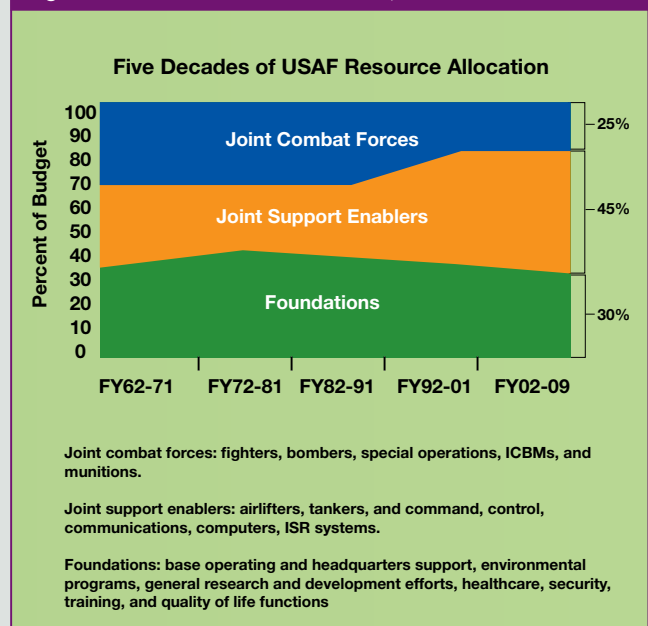 Five Decades of USAF Resource Allocation
Percent of Budget
100
90
80
70
60
50
40
30
20
10
0
Joint Combat Forces
Joint Support Enablers
Foundations
25%
45%
30%
FY62-71 FY72-81 FY82-91 FY92-01 FY02-09
Joint combat forces: fighters, bombers, special operations, ICBMs, and
munitions.
Joint support enablers: airlifters, tankers, and command, control,
communications, computers, ISR systems.
Foundations: base operating and headquarters support, environmental
programs, general research and development efforts, healthcare, security,
training, and quality of life functions